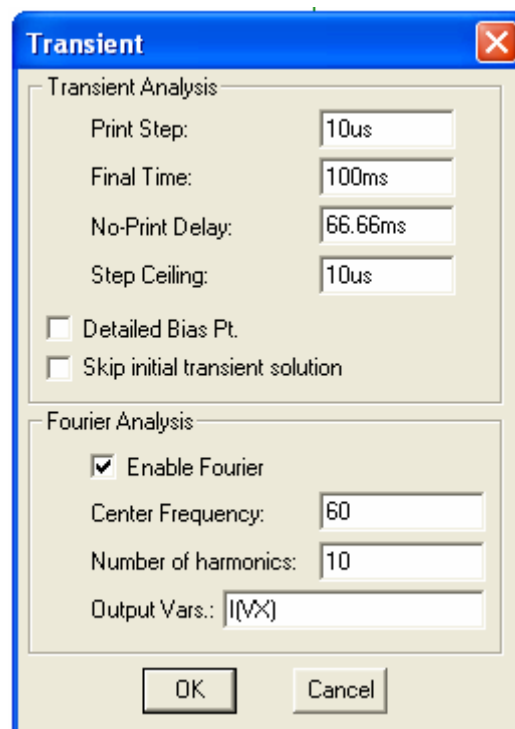 Transient
Transient Analysis
Print Step: 10us
Final Time: 100ms
No-Print Delay: 66.66ms
Step Ceiling: 10us
Detailed Bias Pt.
Skip initial transient solution
Fourier Analysis
Enable Fourier
Center Frequency: 60
Number of harmonics: 10
Output Vars.: I(VX)
OK Cancel